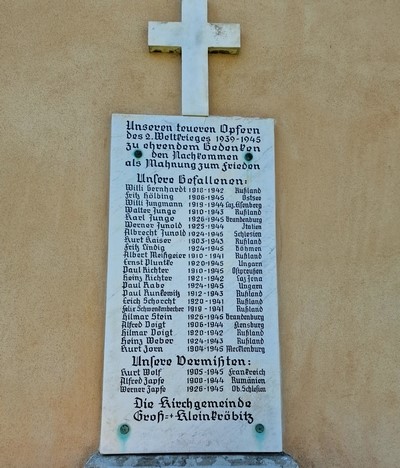 Unseren teueren Opfern
des 2. Weltkrieges 1939-1945
zu ehrendem Gedenken
den Nachkommen
als Mahnung zum Frieden
Unsere Gefallenen:
Willi Bernhardt 1910-1942 Rußland
Fritz Hölbing 1906-1945 Ostsee
Willi Jungmann 1919-1944 Laz. Eisenberg
Walter Junge 1910-1943 Rußland
Karl Junge 1926-1945 Brandenburg
Werner Junold 1925-1944 Italien
Albrecht Junold 1924-1945 Schlesien
Kurt Kaiser 1903-1943 Rußland
Fritz Lindig 1924-1945 Böhmen
Albert Meißgeier 1910-1941 Rußland
Ernst Pluntke 1920-1945 Ungarn
Paul Richter 1910-1945 Ostpreußen
Heinz Richter 1921-1942 Laz Jena
Paul Rabe 1924-1945 Ungarn
Paul Runkewitz 1912-1943 Rußland
Erich Schorcht 1920-1941 Rußland
Felix Schwenkenbecher 1918-1941 Rußland
Hilmar Stein 1926-1945 Brandenburg
Alfred Voigt 1906-1944 Flensburg
Hilmar Voigt 1920-1942 Rußland
Heinz Weber 1924-1943 Rußland
Kurt Zorn 1904-1945 Mecklenburg
Unsere Vermißten:
Kurt Wolf 1905-1945 Frankreich
Alfred Zapfe 1900-1944 Rumänien
Werner Zapfe 1926-1945 Ob. Schlesien
Die Kirchgemeinde
Groß-+Kleinkröbitz